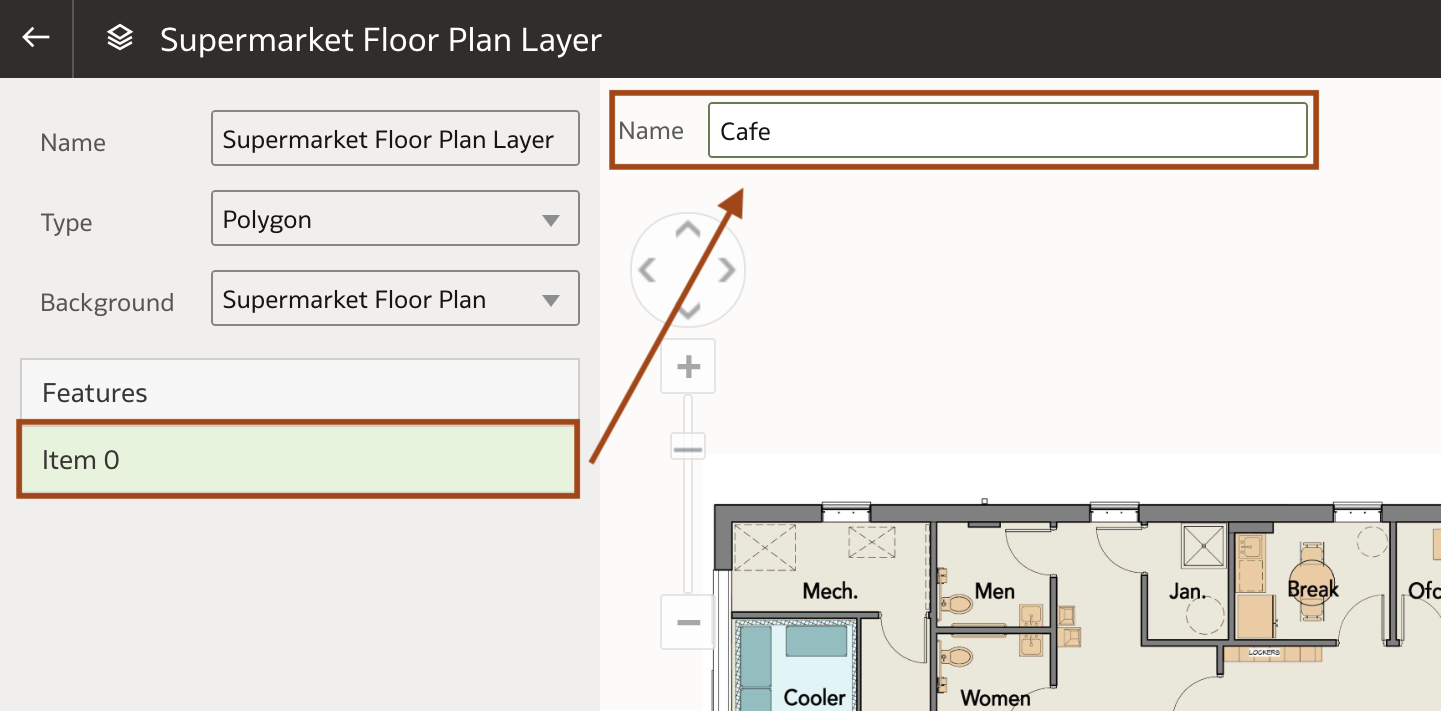 Supermarket Floor Plan Layer
Name
Supermarket Floor Plan Layer
Type
Polygon
Background
Supermarket Floor Plan
Features
Item 0
Name
Cafe
Mech.
Men
Jan.
Break
Ofc
LOCKERS
Cooler
Women